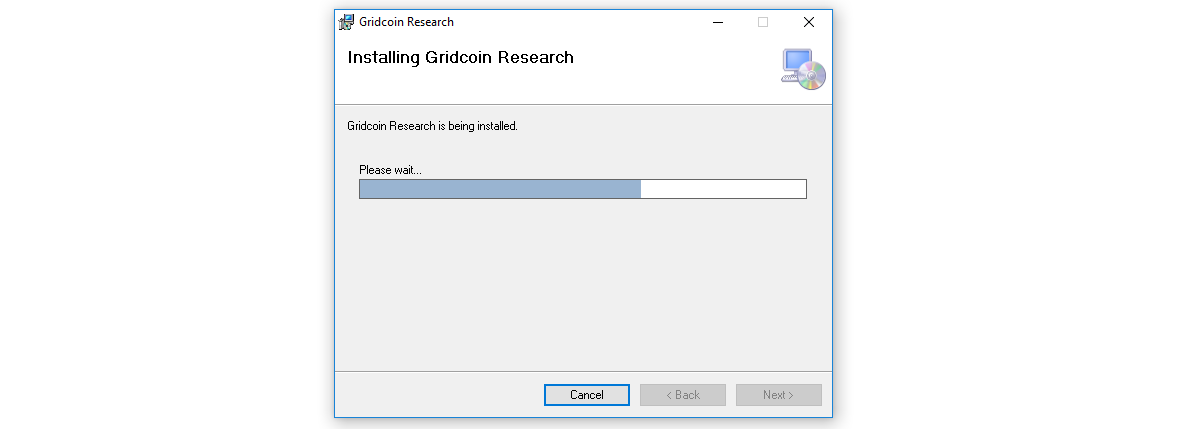 Gridcoin Research
Installing Gridcoin Research
Gridcoin Research is being installed.
Please wait...
Cancel
< Back
Next >